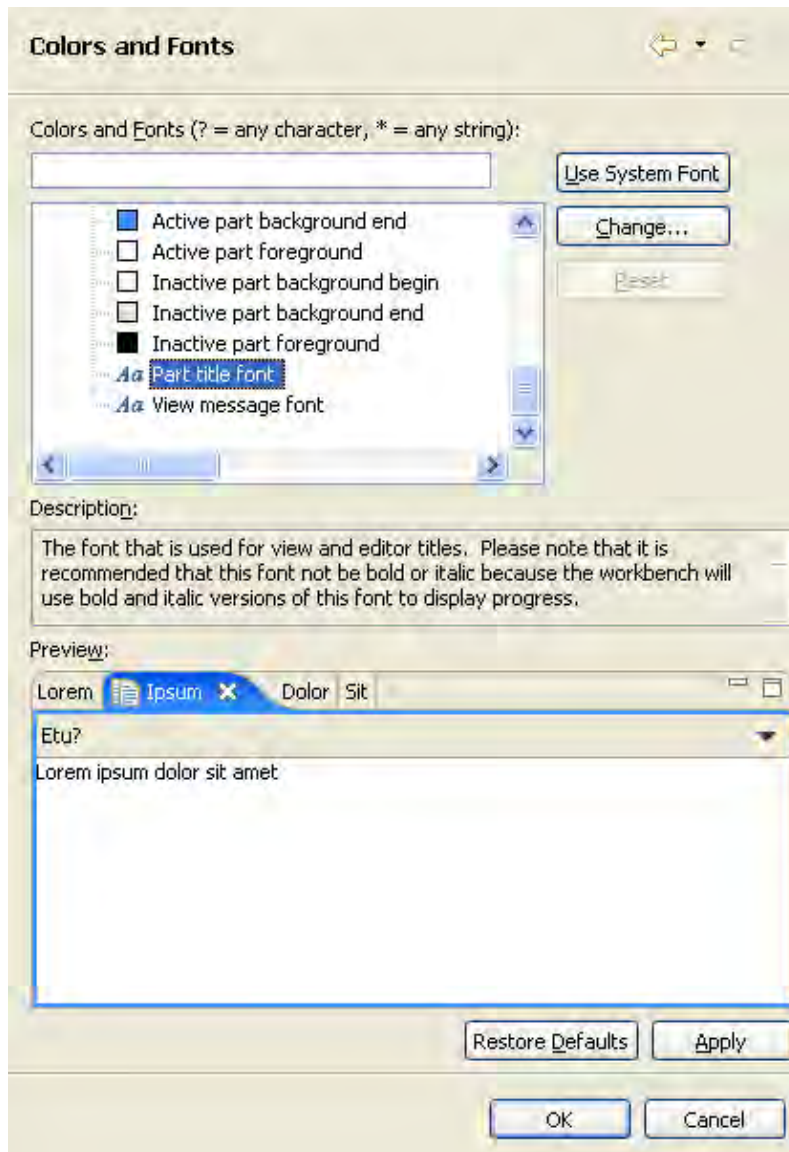 Colors and Fonts
Colors and Fonts (? = any character, * = any string):
Use System Font
Change...
Reset
Active part background end
Active part foreground
Inactive part background begin
Inactive part background end
Inactive part foreground
Aa Part title font
Aa View message font
Description:
The font that is used for view and editor titles. Please note that it is
recommended that this font not be bold or italic because the workbench will
use bold and italic versions of this font to display progress.
Preview:
Lorem Ipsum Dolor Sit
Etu?
Lorem ipsum dolor sit amet
Restore Defaults Apply
OK Cancel